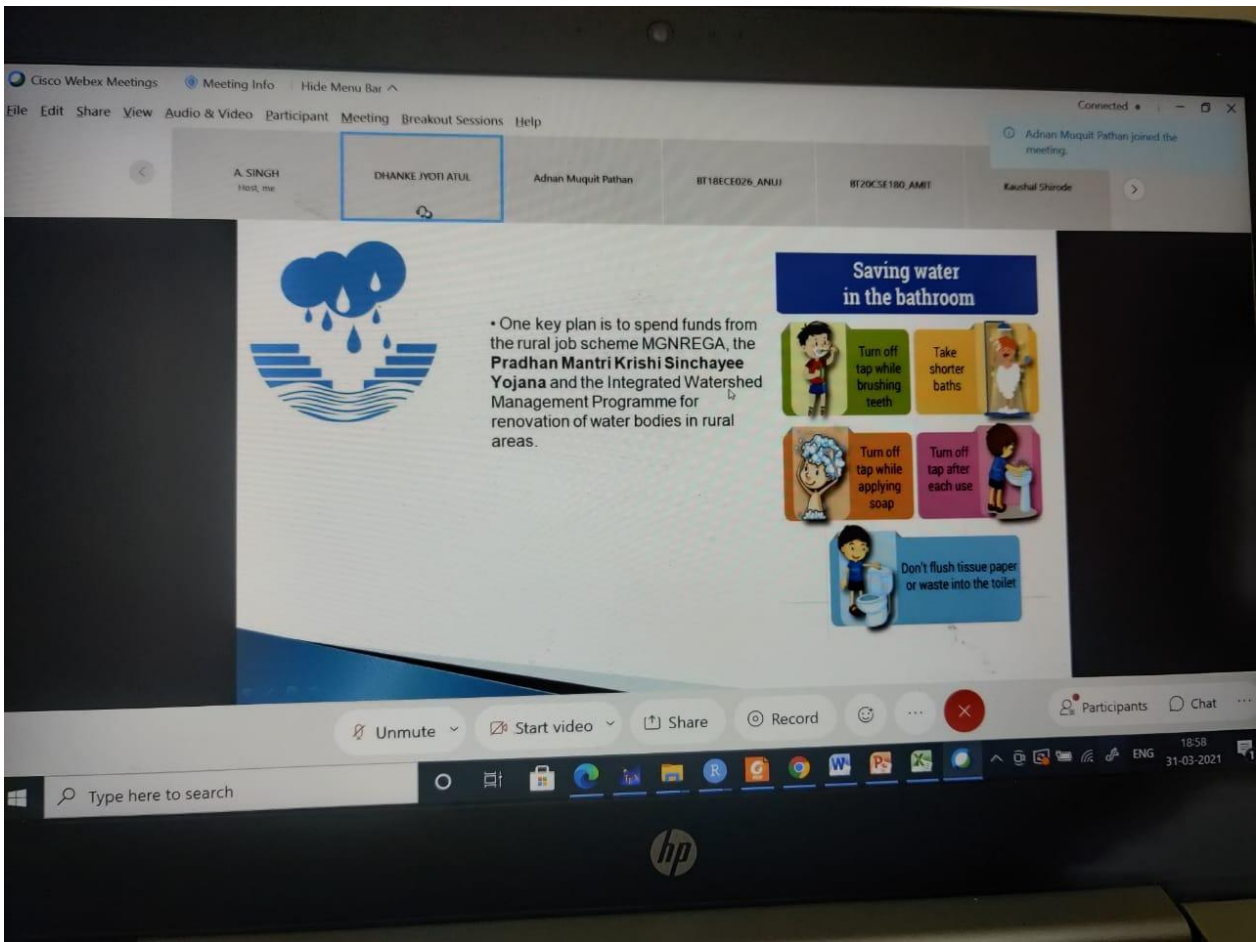 Cisco Webex Meetings Meeting Info Hide Menu Bar
Connected
File Edit Share View Audio & Video Participant Meeting Breakout Sessions Help
Adnan Muquit Pathan joined the
meeting.
A. SINGH
Host, me
DHANKE JYOTI ATUL
Adnan Muquit Pathan
BT18ECE026_ANUJ
BT20CSE180_AMIT
Kaushal Shirode
• One key plan is to spend funds from
the rural job scheme MGNREGA, the
Pradhan Mantri Krishi Sinchayee
Yojana and the Integrated Watershed
Management Programme for
renovation of water bodies in rural
areas.
Saving water
in the bathroom
Turn off
tap while
brushing
teeth
Take
shorter
baths
Turn off
tap while
applying
soap
Turn off
tap after
each use
Don't flush tissue paper
or waste into the toilet
Unmute Start video Share Record
Participants Chat
Type here to search
R
W
ENG
18:58
31-03-2021
hp